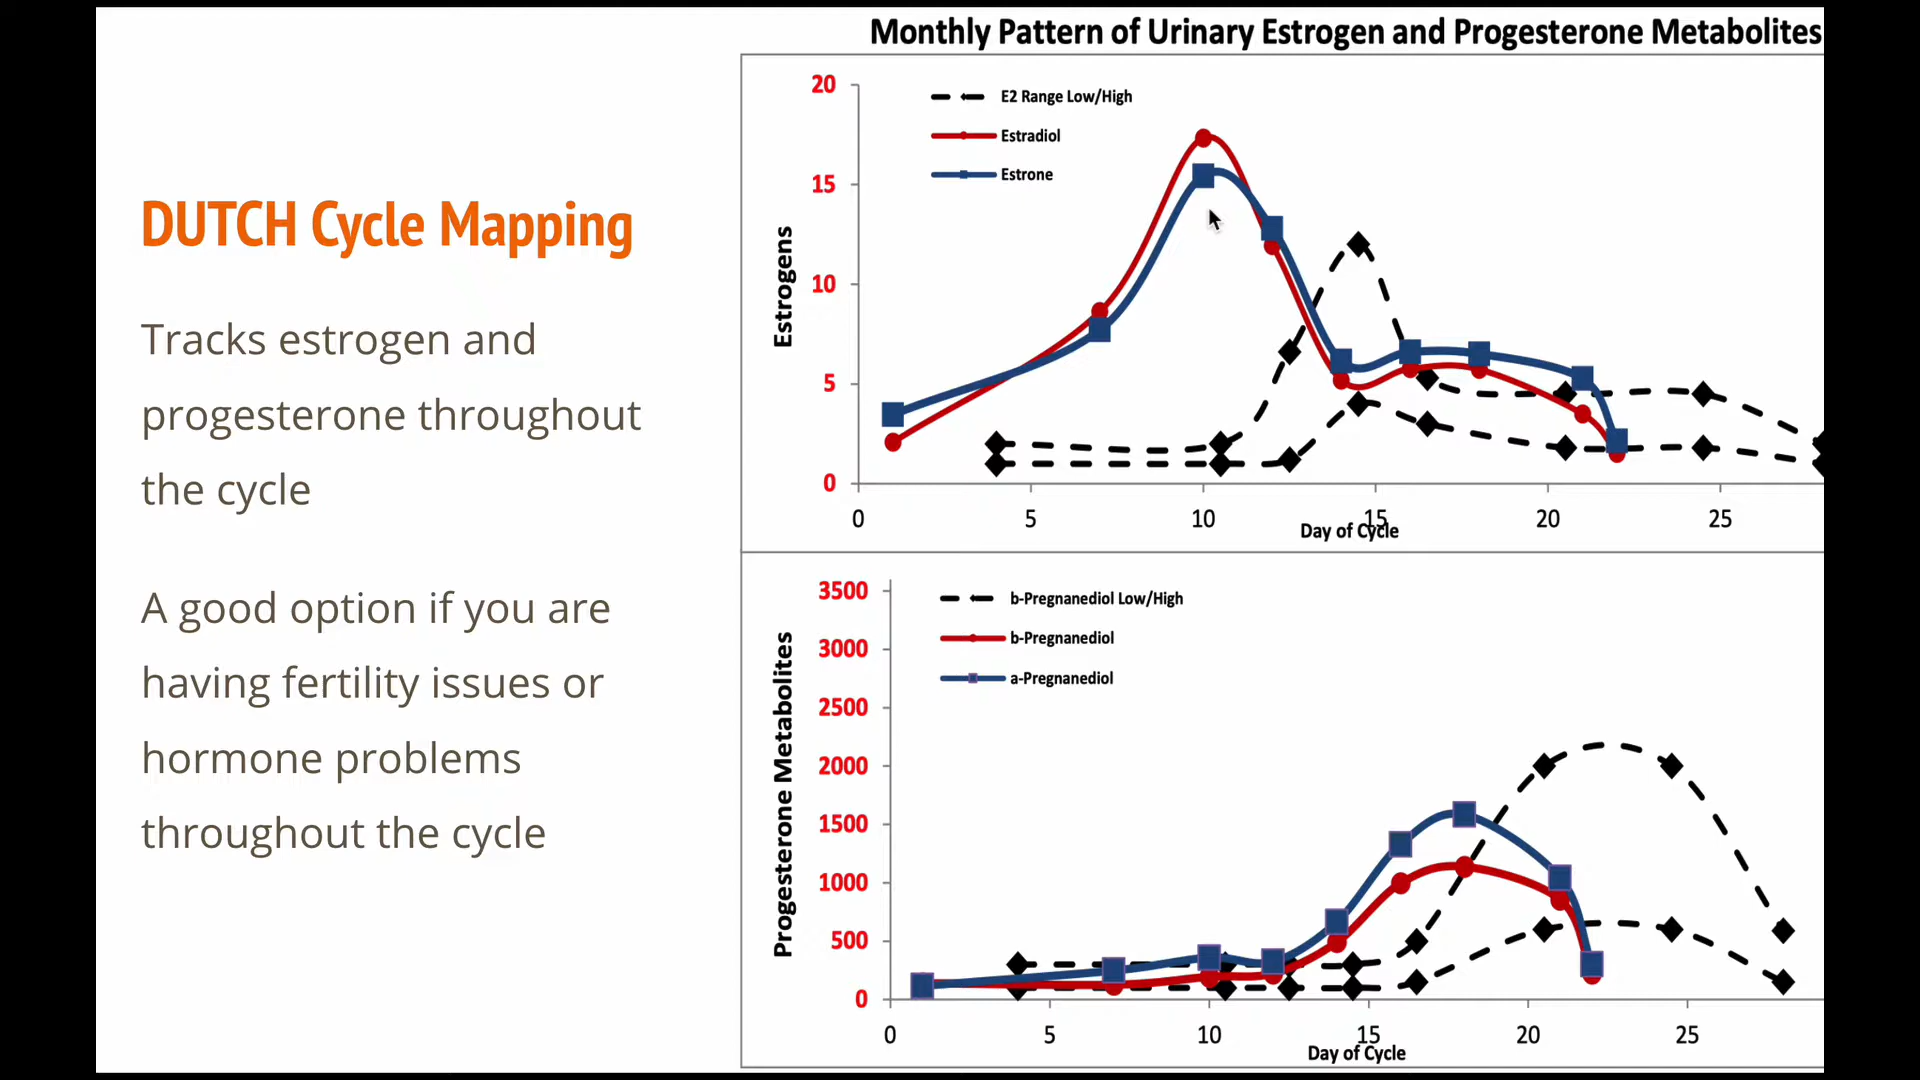 DUTCH Cycle Mapping
Tracks estrogen and
progesterone throughout
the cycle
A good option if you are
having fertility issues or
hormone problems
throughout the cycle
Monthly Pattern of Urinary Estrogen and Progesterone Metabolites
E2 Range Low/High
Estradiol
Estrone
Estrogens
20
15
10
5
0
0 5 10 15 20 25
Day of Cycle
b-Pregnanediol Low/High
b-Pregnanediol
a-Pregnanediol
Progesterone Metabolites
3500
3000
2500
2000
1500
1000
500
0
0 5 10 15 20 25
Day of Cycle